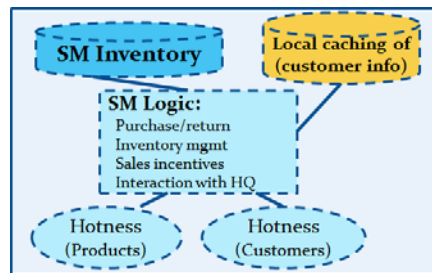 SM Inventory
Local caching of
(customer info)
SM Logic:
Purchase/return
Inventory mgmt
Sales incentives
Interaction with HQ
Hotness
(Products)
Hotness
(Customers)